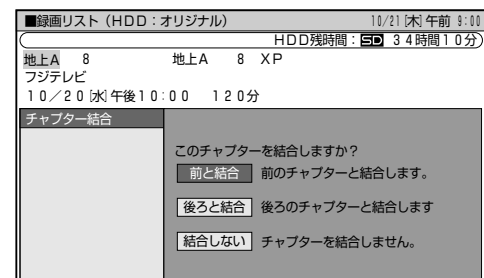 ■録画リスト（HDD：オリジナル） 10/21[木]午前 9:00
HDD残時間：SD 34時間10分
地上A 8 地上A 8 XP
フジテレビ
10／20[水]午後10:00 120分
チャプター結合
このチャプターを結合しますか？
前と結合 前のチャプターと結合します。
後ろと結合 後ろのチャプターと結合します
結合しない チャプターを結合しません。